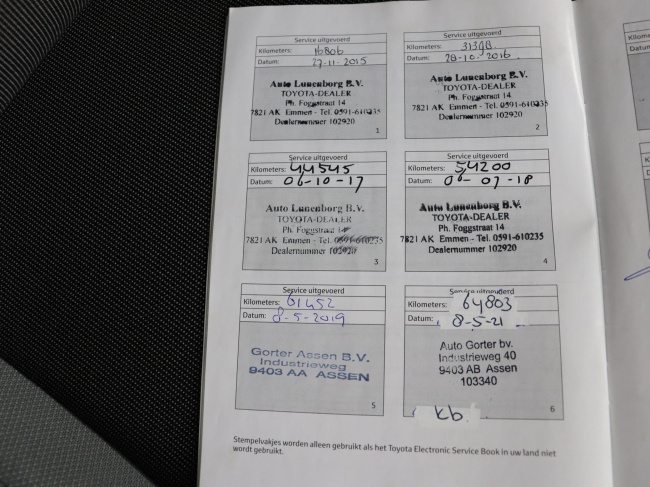 Service uitgevoerd
Kilometers: 16806
Datum: 27-11-2015
Auto Lunenborg B.V.
TOYOTA-DEALER
Ph. Foggstraat 14
7821 AK Emmen - Tel. 0591-610235
Dealernummer 102920
1
Service uitgevoerd
Kilometers:
Datum: 28-10-2016
Auto Lunenborg B.V.
TOYOTA-DEALER
Ph. Foggstraat 14
7821 AK Emmen - Tel. 0591-610235
Dealernummer 102920
2
Service uitgevoerd
Kilometers: 44545
Datum: 06-10-17
Auto Lunenborg B.V.
TOYOTA-DEALER
Ph. Foggstraat 14
7821 AK Emmen - Tel. 0591-610235
Dealernummer 102920
3
Service uitgevoerd
Kilometers: 54200
Datum: 06-07-18
Auto Lunenborg B.V.
TOYOTA-DEALER
Ph. Foggstraat 14
7821 AK Emmen - Tel. 0591-610235
Dealernummer 102920
4
Service uitgevoerd
Kilometers: 61452
Datum: 8-5-2019
Gorter Assen B.V.
Industrieweg
9403 AA ASSEN
5
Service uitgevoerd
Kilometers: 64803
Datum: 8-5-21
Auto Gorter bv.
Industrieweg 40
9403 AB Assen
103340
kb
6
Stempelvakjes worden alleen gebruikt als het Toyota Electronic Service Book in uw land niet
wordt gebruikt.